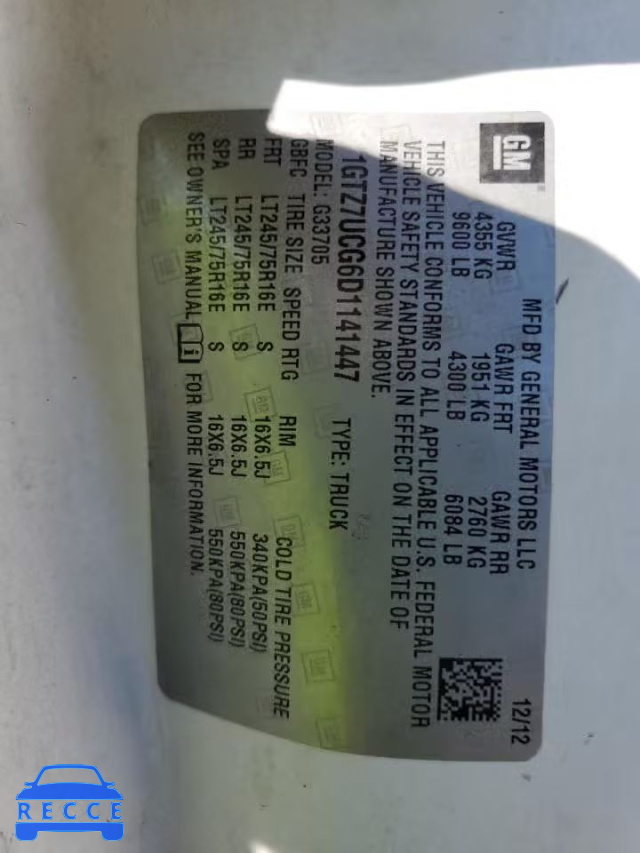 GM
MFD BY GENERAL MOTORS LLC 12/12
GVWR GAWR FRT GAWR RR
4355 KG 1951 KG 2760 KG
9600 LB 4300 LB 6084 LB
THIS VEHICLE CONFORMS TO ALL APPLICABLE U.S. FEDERAL MOTOR
VEHICLE SAFETY STANDARDS IN EFFECT ON THE DATE OF
MANUFACTURE SHOWN ABOVE.
1GTZ7UCG6D1141447 TYPE: TRUCK
MODEL: G33705
GBFC TIRE SIZE SPEED RTG RIM COLD TIRE PRESSURE
FRT LT245/75R16E S 16X6.5J 340KPA(50PSI)
RR LT245/75R16E S 16X6.5J 550KPA(80PSI)
SPA LT245/75R16E S 16X6.5J 550KPA(80PSI)
SEE OWNER'S MANUAL i FOR MORE INFORMATION.
RECCE